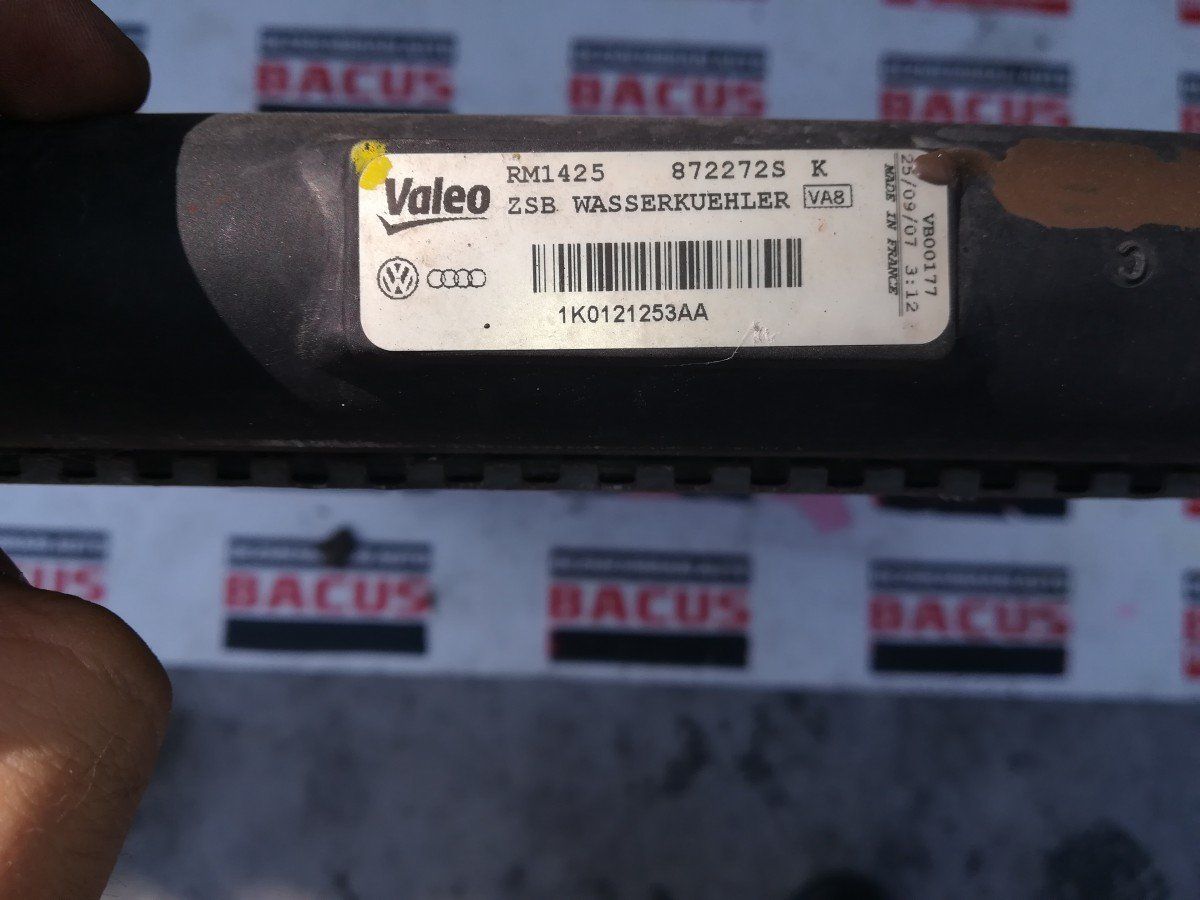 BACUS BACUS BACUS
RM1425 872272S K
Valeo ZSB WASSERKUEHLER VA8
1K0121253AA
MADE IN FRANCE
25/09/07 3:12
VB00177
C
BACUS BACUS BACUS